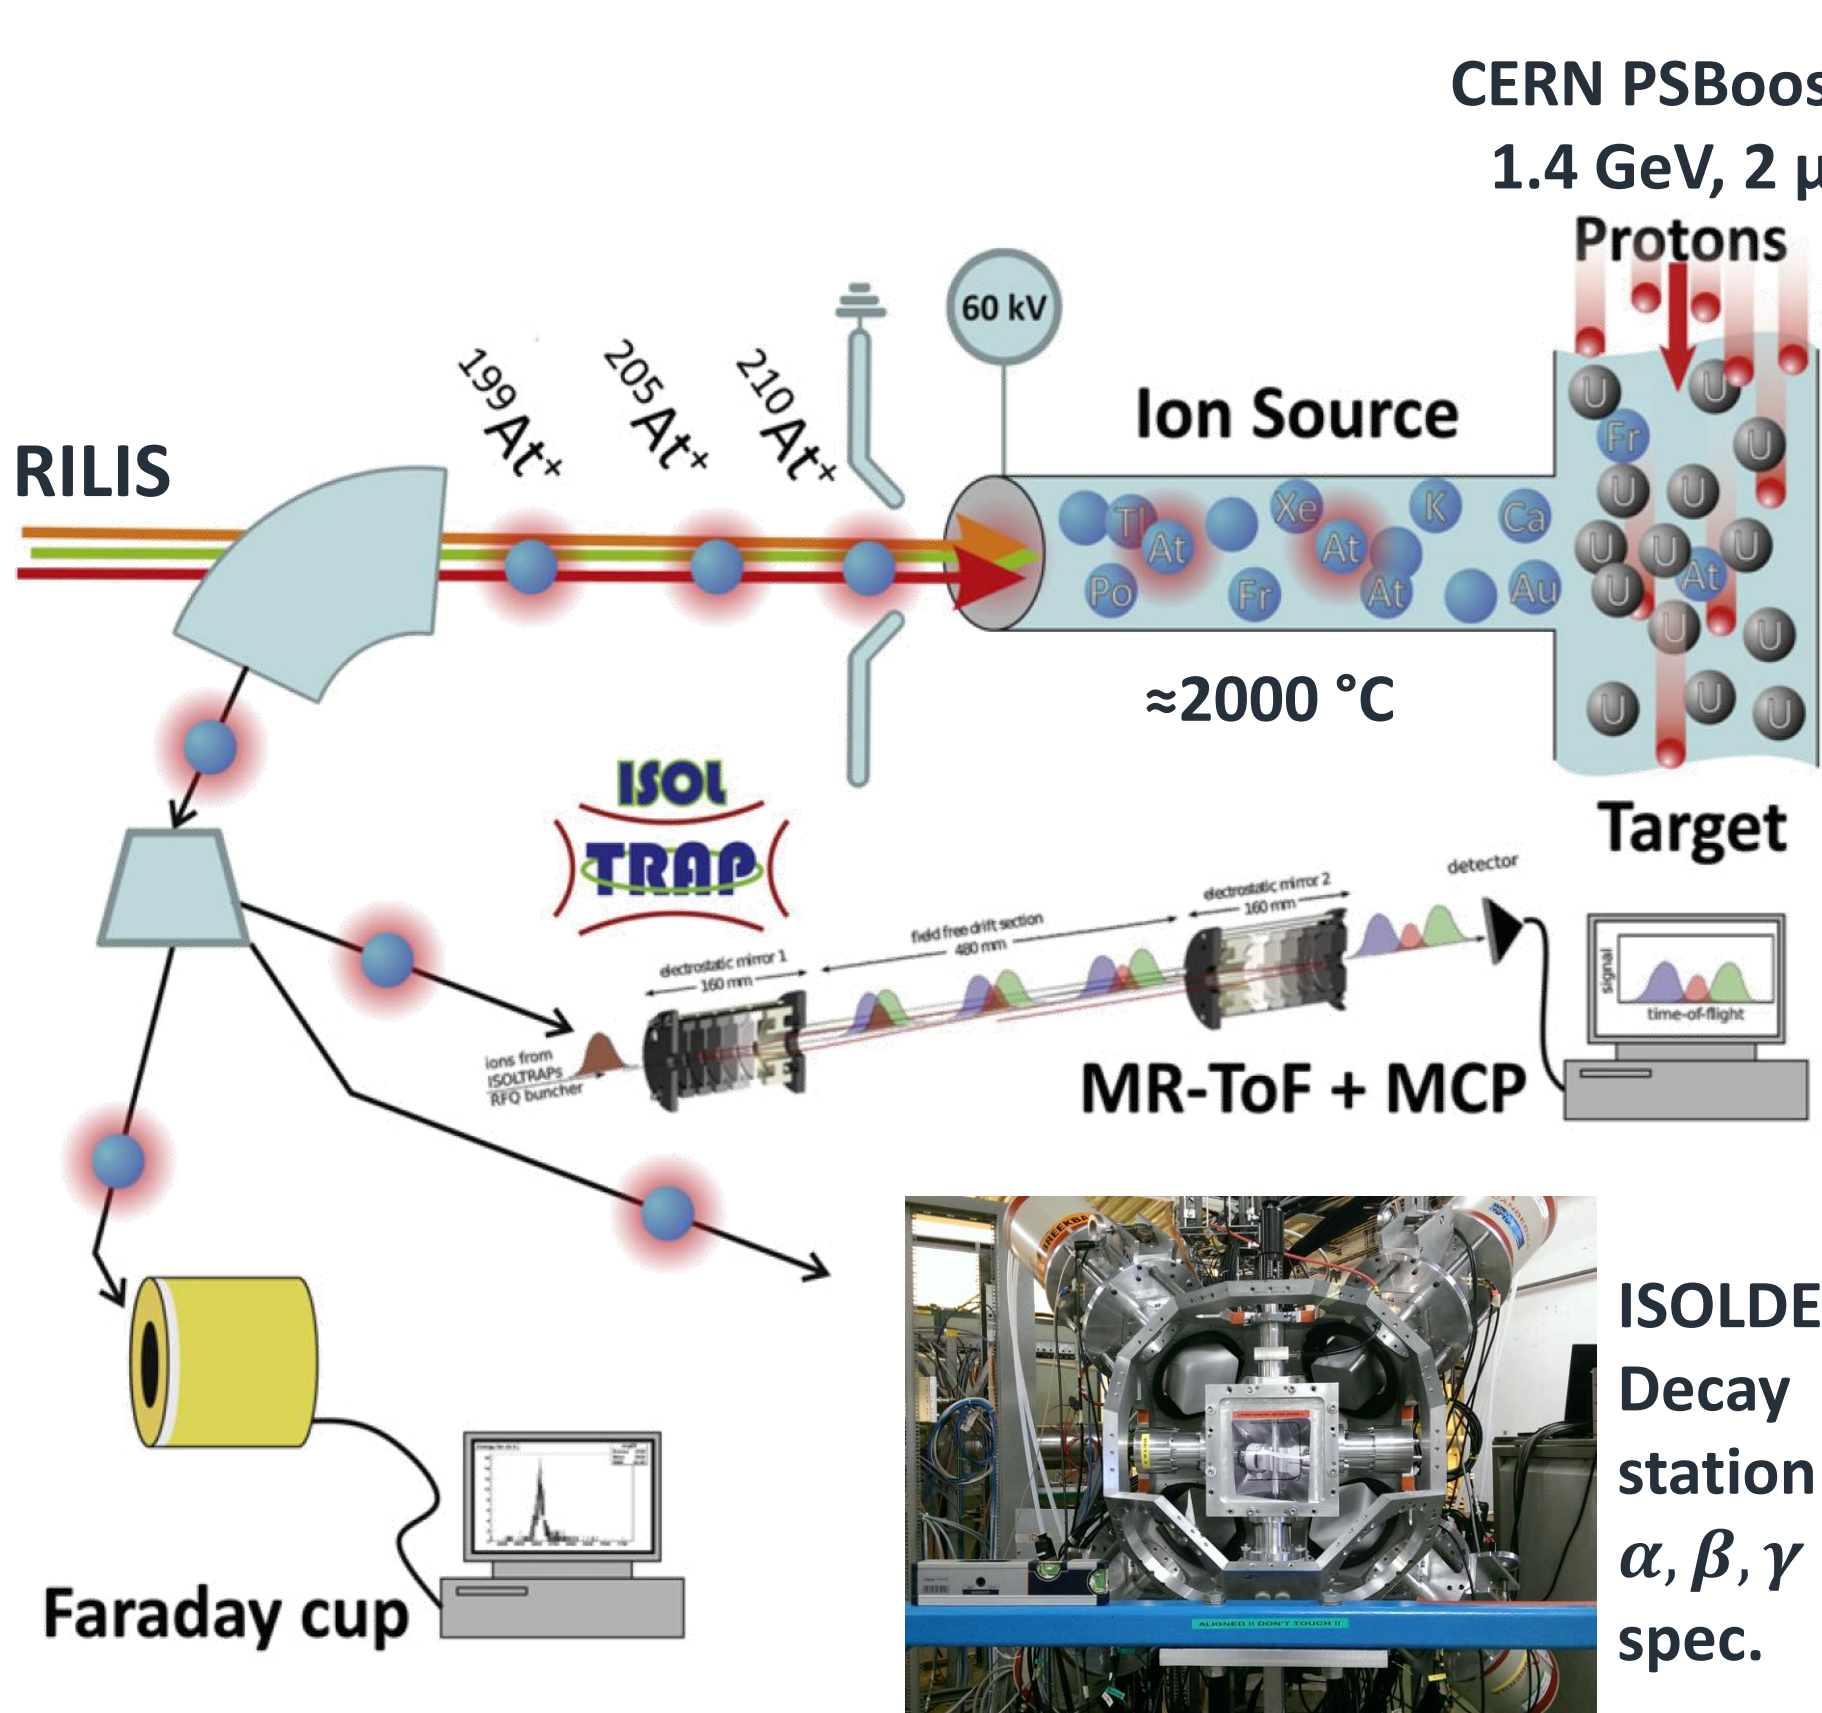 CERN PSBoos
1.4 GeV, 2 µ
Protons
60 kV
199At+
205At+
210At+
Ion Source
RILIS
U
U
Fr
U
U
U
Tl
At
Xe
At
K
Ca
U
U
U
At
Po
Fr
At
Au
U
U
U
U
U
U
≈2000 °C
ISOL
TRAP
Target
detector
electrostatic mirror 2
160 mm
field free drift section
480 mm
electrostatic mirror 1
160 mm
signal
time-of-flight
ions from
ISOLTRAPs
RFQ buncher
MR-ToF + MCP
ISOLDE
Decay
station
α, β, γ
spec.
Faraday cup
ALIGNED !! DON'T TOUCH !!